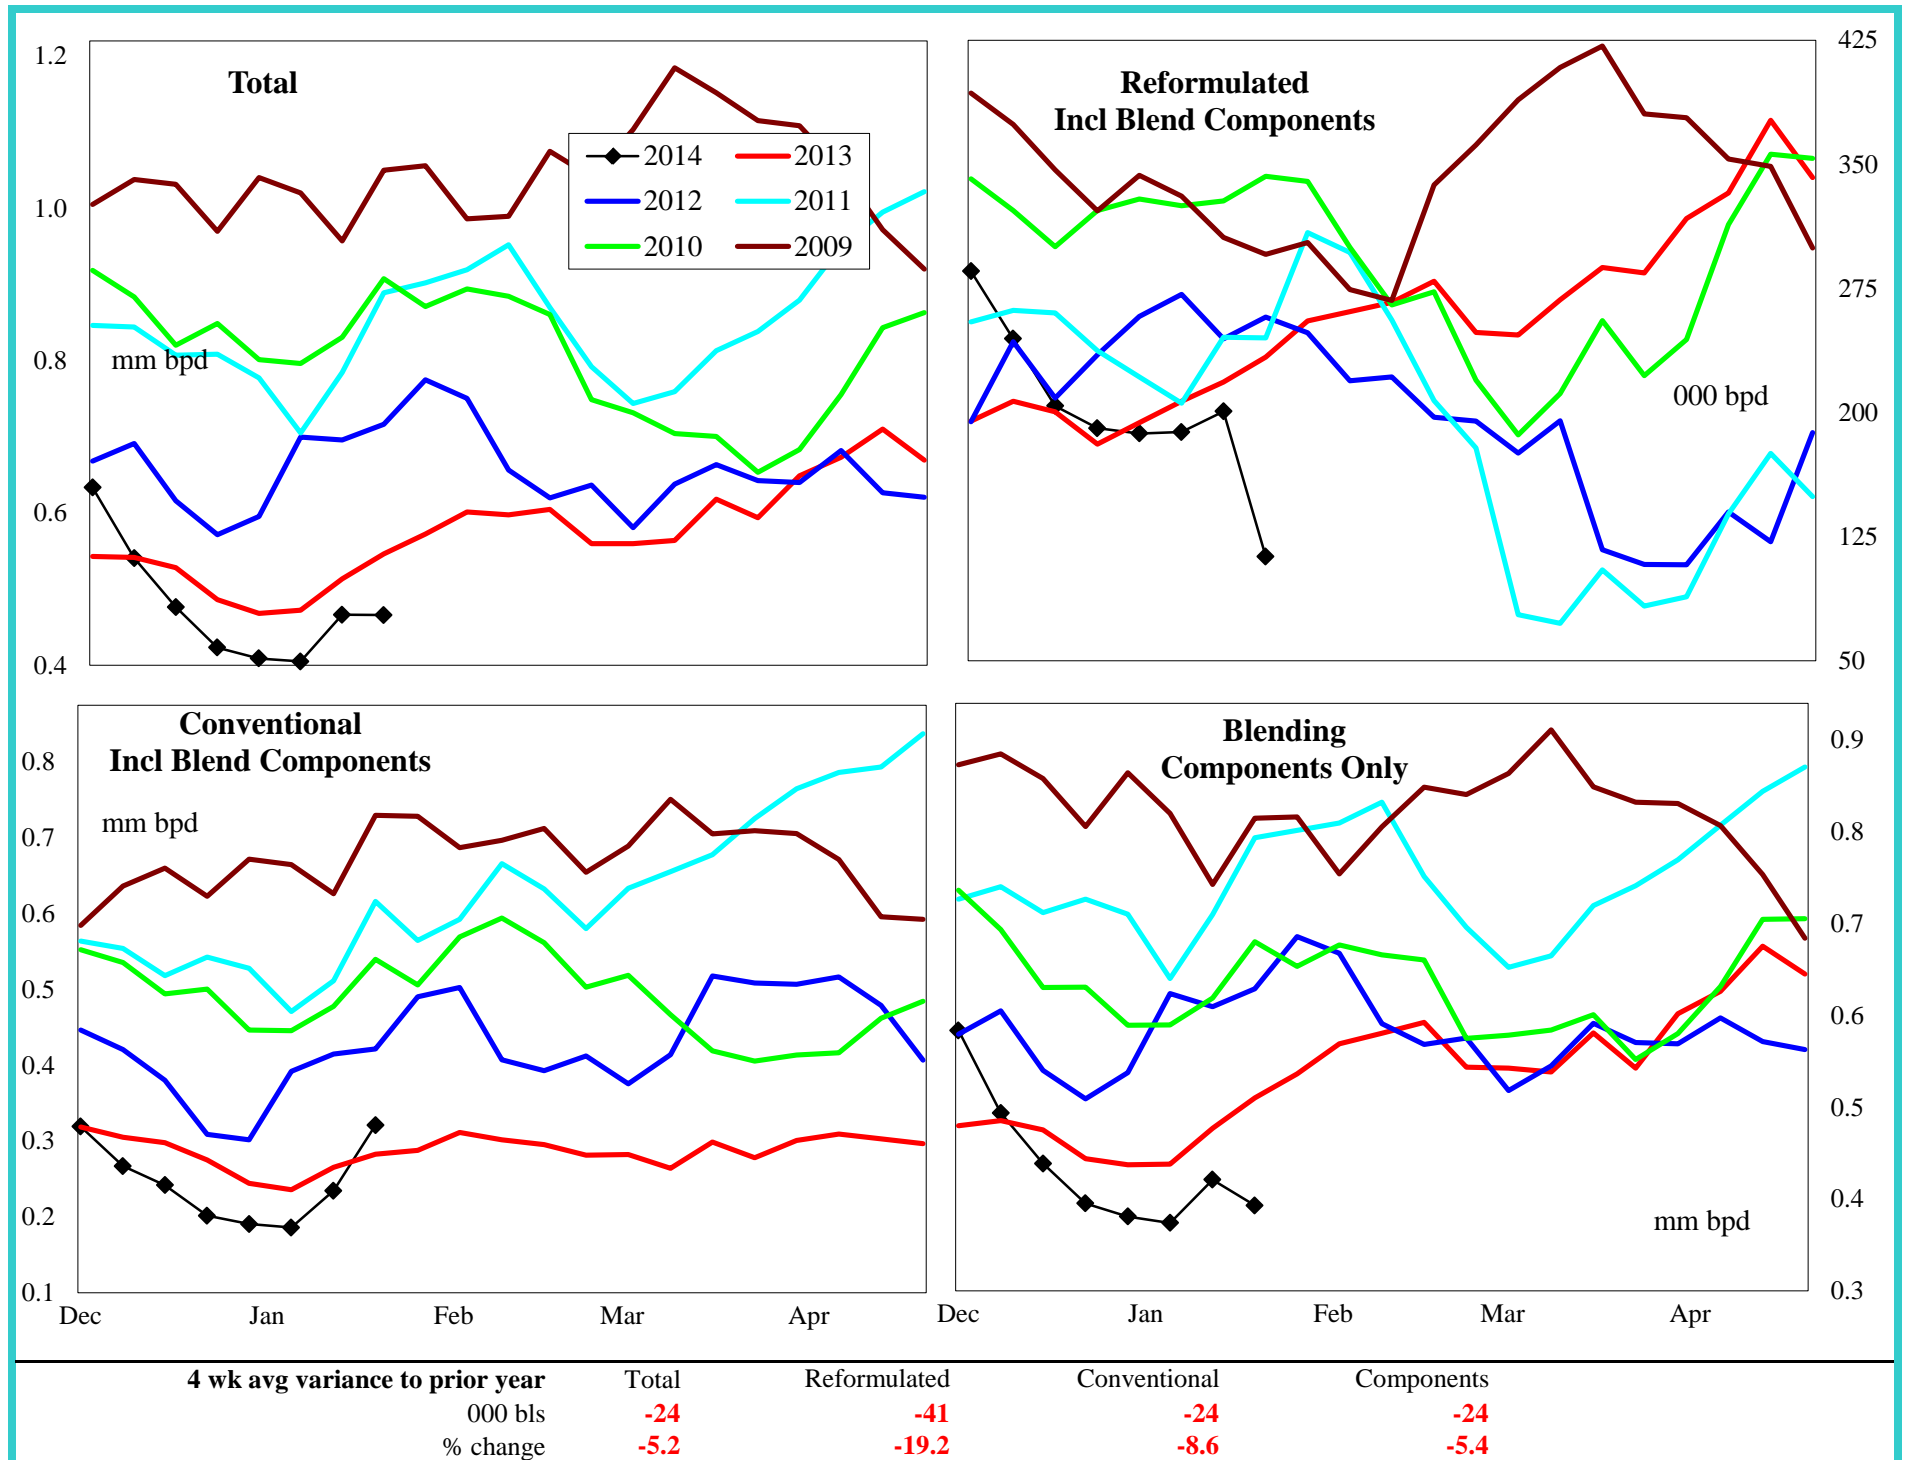 Total
1.2
1.0
0.8
0.6
0.4
mm bpd
2014 2013
2012 2011
2010 2009
Reformulated
Incl Blend Components
425
350
275
200
125
50
000 bpd
Conventional
Incl Blend Components
mm bpd
0.8
0.7
0.6
0.5
0.4
0.3
0.2
0.1
Dec Jan Feb Mar Apr
Blending
Components Only
0.9
0.8
0.7
0.6
0.5
0.4
0.3
mm bpd
Dec Jan Feb Mar Apr
4 wk avg variance to prior year Total Reformulated Conventional Components
000 bls -24 -41 -24 -24
% change -5.2 -19.2 -8.6 -5.4